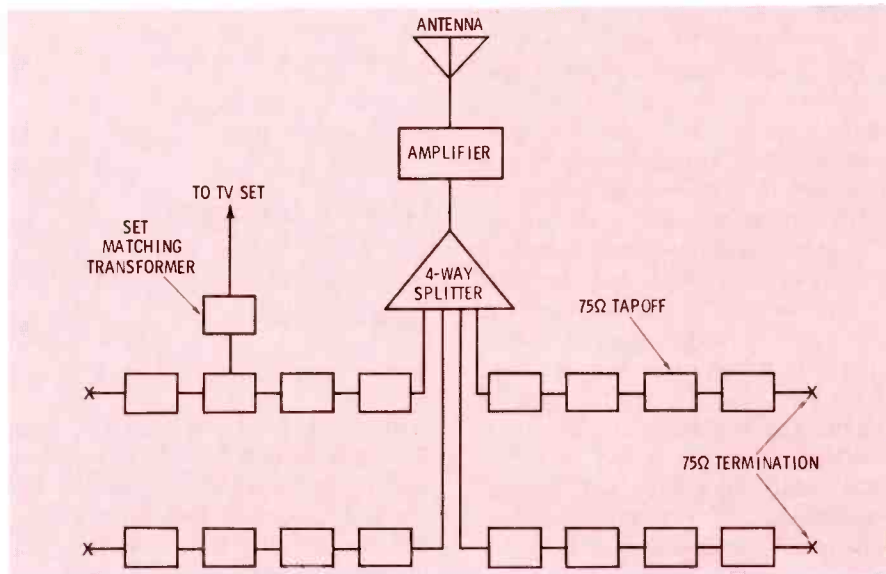 ANTENNA
AMPLIFIER
TO TV SET
SET
MATCHING
TRANSFORMER
4-WAY
SPLITTER
75Ω TAPOFF
75Ω TERMINATION